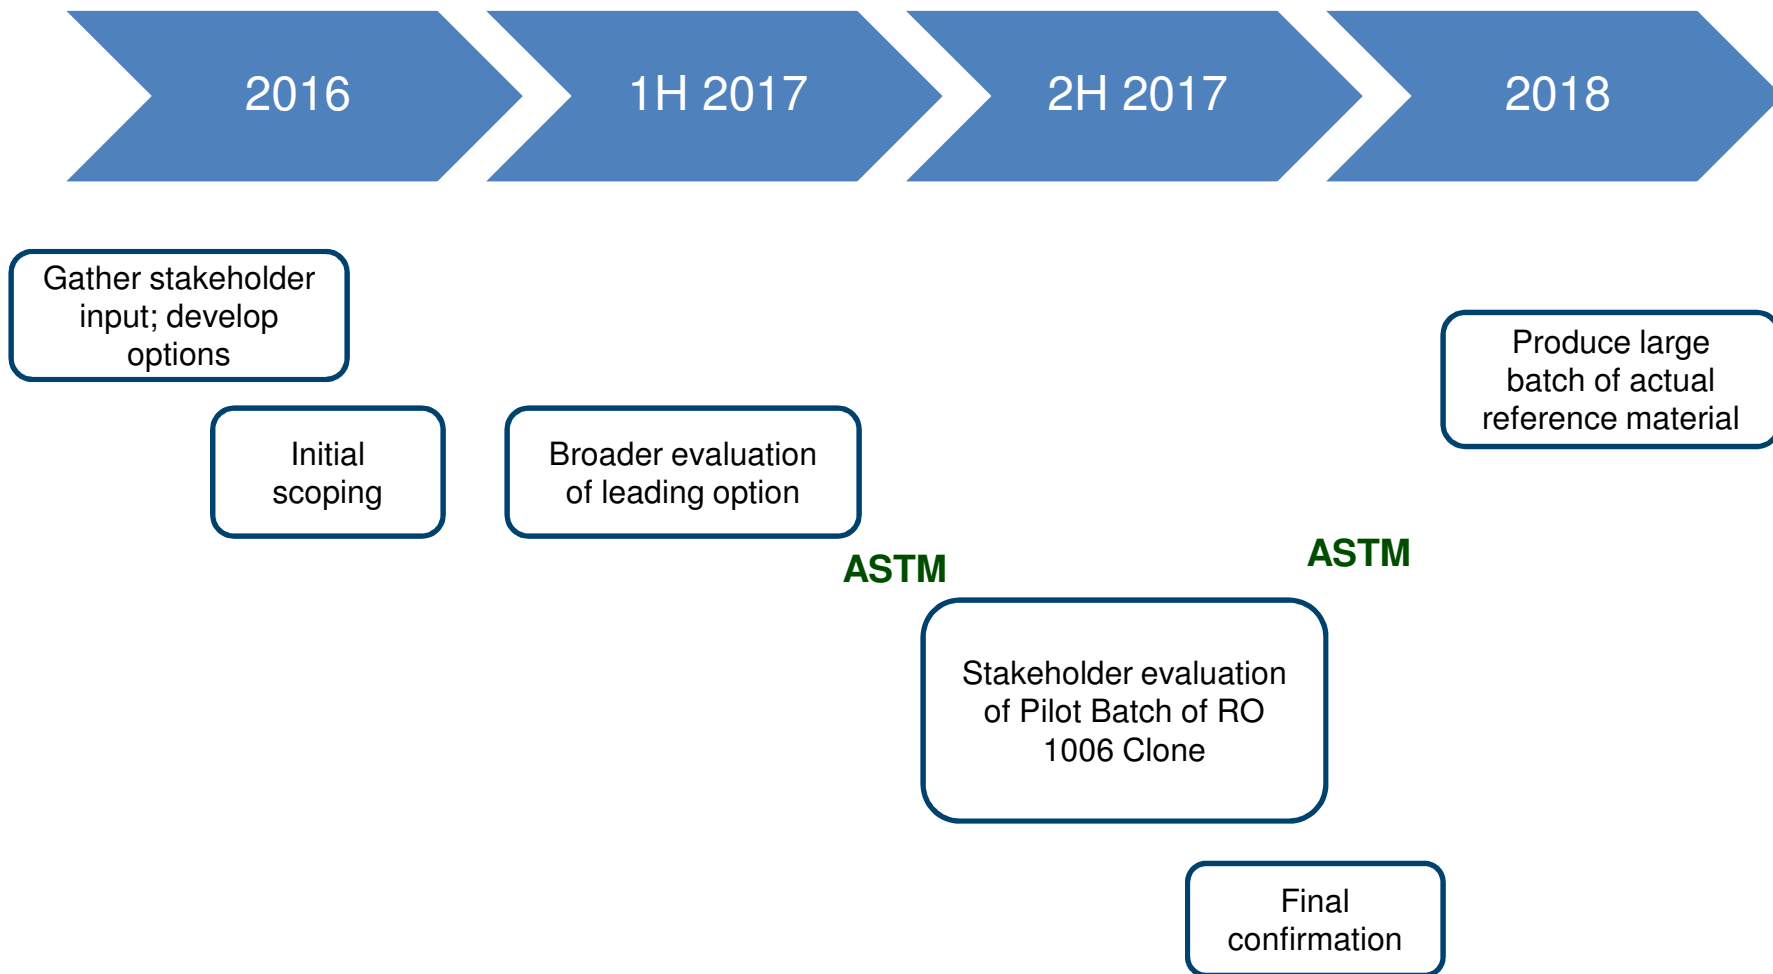 2016
1H 2017
2H 2017
2018
Gather stakeholder
input; develop
options
Initial
scoping
Broader evaluation
of leading option
ASTM
Stakeholder evaluation
of Pilot Batch of RO
1006 Clone
ASTM
Final
confirmation
Produce large
batch of actual
reference material